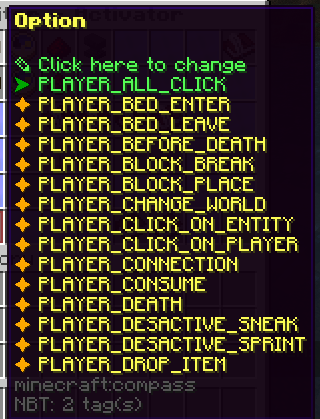 Option
Click here to change
PLAYER_ALL_CLICK
PLAYER_BED_ENTER
PLAYER_BED_LEAVE
PLAYER_BEFORE_DEATH
PLAYER_BLOCK_BREAK
PLAYER_BLOCK_PLACE
PLAYER_CHANGE_WORLD
PLAYER_CLICK_ON_ENTITY
PLAYER_CLICK_ON_PLAYER
PLAYER_CONNECTION
PLAYER_CONSUME
PLAYER_DEATH
PLAYER_DESACTIVE_SNEAK
PLAYER_DESACTIVE_SPRINT
PLAYER_DROP_ITEM
minecraft:compass
NBT: 2 tag(s)